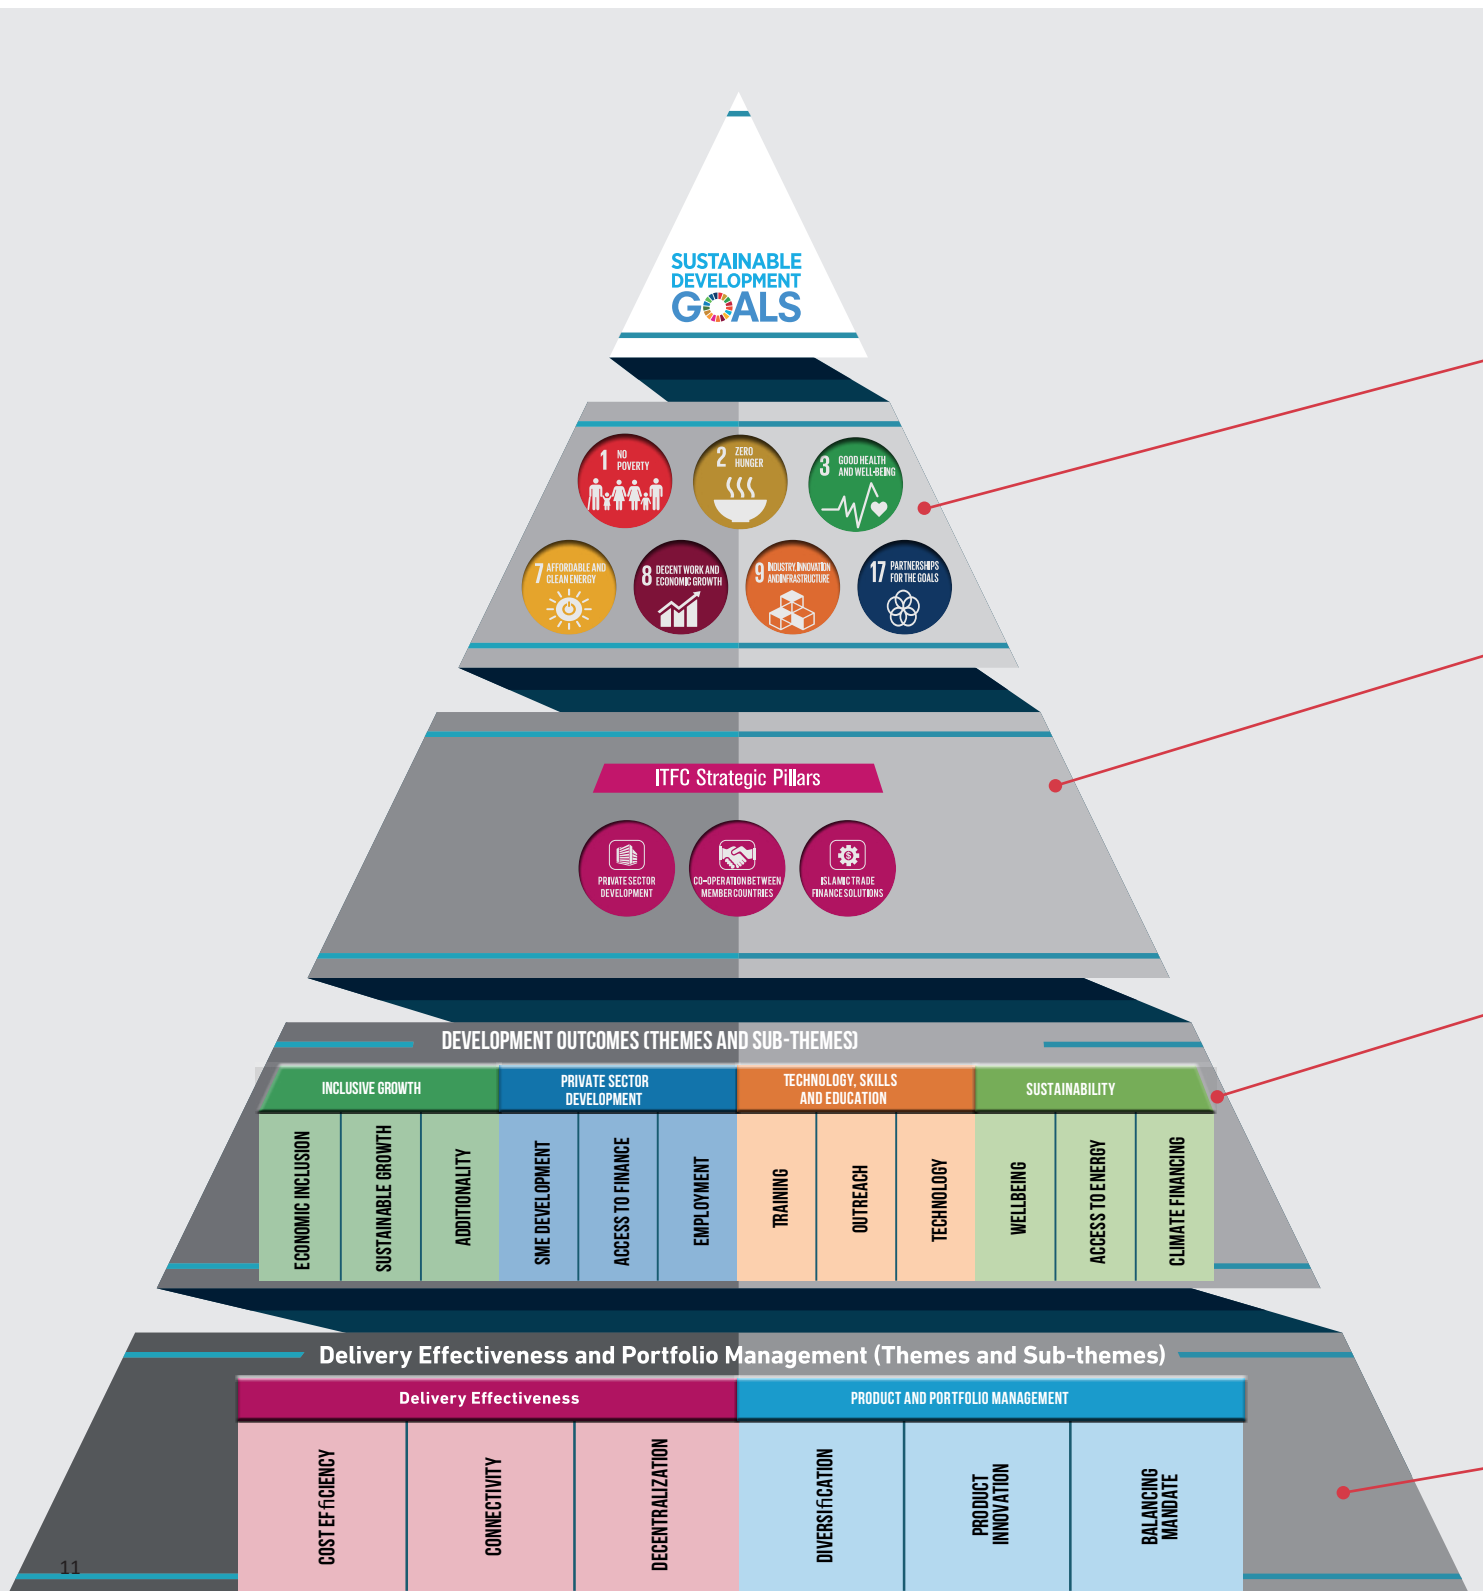 SUSTAINABLE
DEVELOPMENT
GOALS
1 NO
POVERTY
2 ZERO
HUNGER
3 GOOD HEALTH
AND WELL-BEING
7 AFFORDABLE AND
CLEAN ENERGY
8 DECENT WORK AND
ECONOMIC GROWTH
9 INDUSTRY, INNOVATION
AND INFRASTRUCTURE
17 PARTNERSHIPS
FOR THE GOALS
ITFC Strategic Pillars
PRIVATE SECTOR
DEVELOPMENT
CO-OPERATION BETWEEN
MEMBER COUNTRIES
ISLAMIC TRADE
FINANCE SOLUTIONS
DEVELOPMENT OUTCOMES (THEMES AND SUB-THEMES)
INCLUSIVE GROWTH
PRIVATE SECTOR
DEVELOPMENT
TECHNOLOGY, SKILLS
AND EDUCATION
SUSTAINABILITY
ECONOMIC INCLUSION
SUSTAINABLE GROWTH
ADDITIONALITY
SME DEVELOPMENT
ACCESS TO FINANCE
EMPLOYMENT
TRAINING
OUTREACH
TECHNOLOGY
WELLBEING
ACCESS TO ENERGY
CLIMATE FINANCING
Delivery Effectiveness and Portfolio Management (Themes and Sub-themes)
Delivery Effectiveness
PRODUCT AND PORTFOLIO MANAGEMENT
COST EFfiCIENCY
CONNECTIVITY
DECENTRALIZATION
DIVERSIfiCATION
PRODUCT
INNOVATION
BALANCING
MANDATE
11